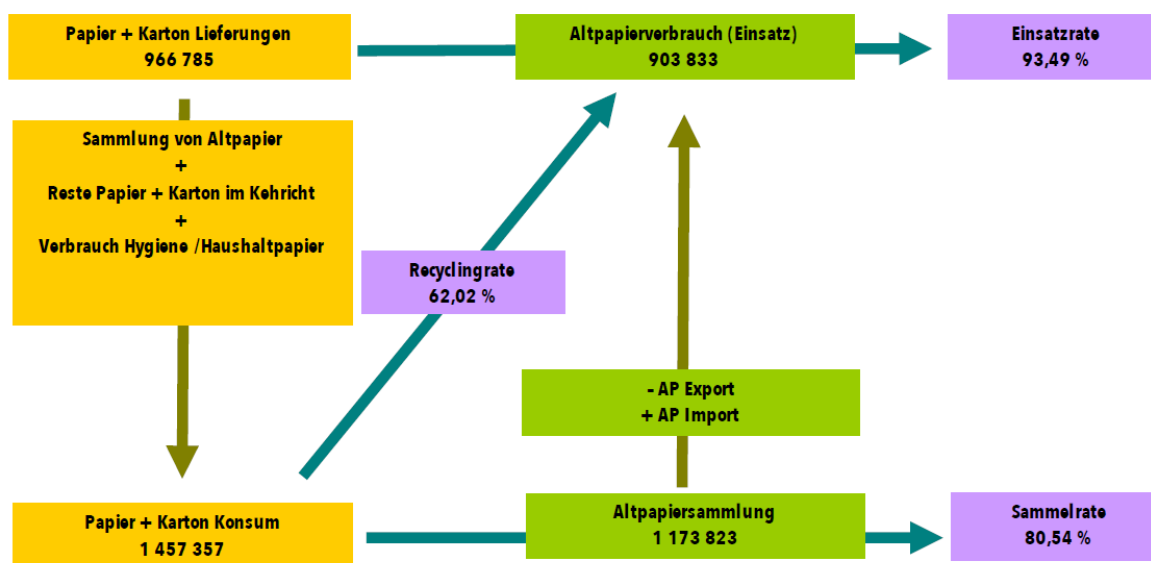 Papier + Karton Lieferungen
966 785
Altpapierverbrauch (Einsatz)
903 833
Einsatzrate
93,49 %
Sammlung von Altpapier
+
Reste Papier + Karton im Kehricht
+
Verbrauch Hygiene /Haushaltpapier
Recyclingrate
62,02 %
- AP Export
+ AP Import
Papier + Karton Konsum
1 457 357
Altpapiersammlung
1 173 823
Sammelrate
80,54 %